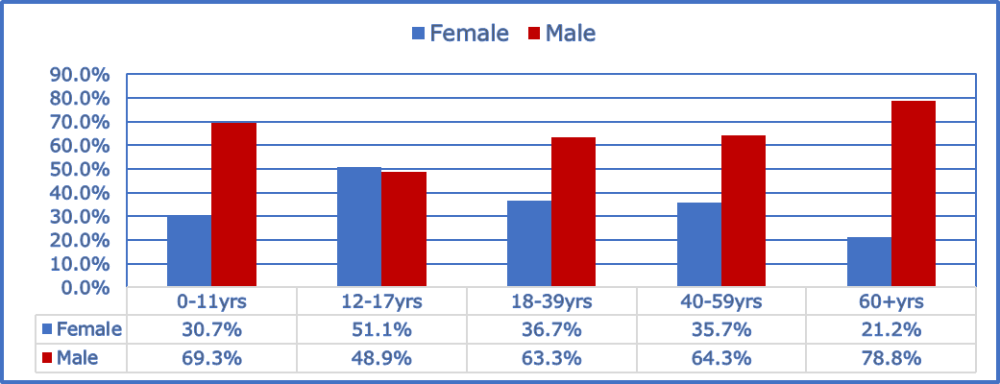 Female Male
90.0%
80.0%
70.0%
60.0%
50.0%
40.0%
30.0%
20.0%
10.0%
0.0%
0-11yrs 12-17yrs 18-39yrs 40-59yrs 60+yrs
Female 30.7% 51.1% 36.7% 35.7% 21.2%
Male 69.3% 48.9% 63.3% 64.3% 78.8%